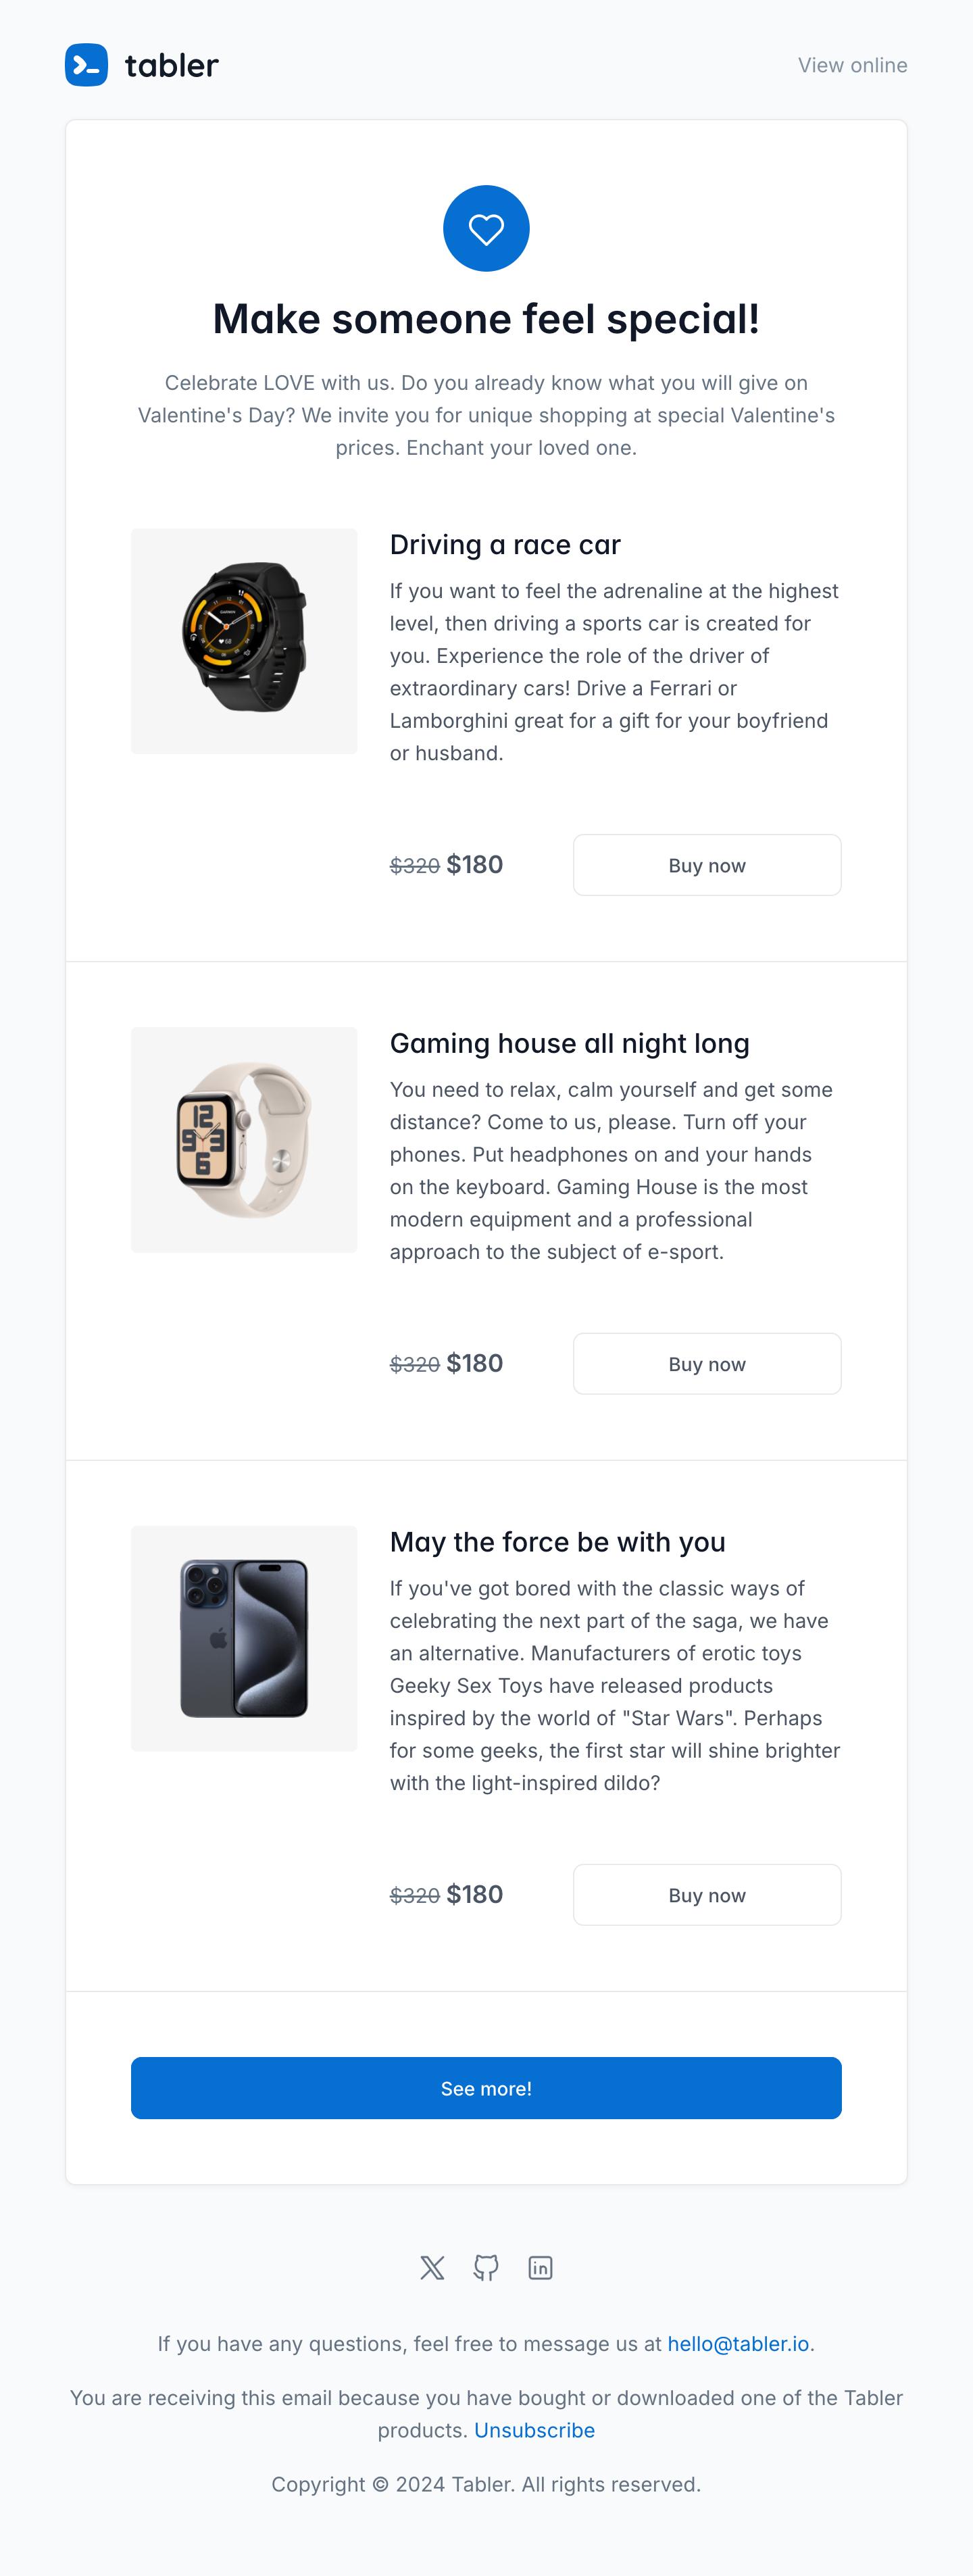 tabler
View online
Make someone feel special!
Celebrate LOVE with us. Do you already know what you will give on
Valentine's Day? We invite you for unique shopping at special Valentine's
prices. Enchant your loved one.
Driving a race car
If you want to feel the adrenaline at the highest
level, then driving a sports car is created for
you. Experience the role of the driver of
extraordinary cars! Drive a Ferrari or
Lamborghini great for a gift for your boyfriend
or husband.
$320 $180
Buy now
Gaming house all night long
You need to relax, calm yourself and get some
distance? Come to us, please. Turn off your
phones. Put headphones on and your hands
on the keyboard. Gaming House is the most
modern equipment and a professional
approach to the subject of e-sport.
12
9 3
6
$320 $180
Buy now
May the force be with you
If you've got bored with the classic ways of
celebrating the next part of the saga, we have
an alternative. Manufacturers of erotic toys
Geeky Sex Toys have released products
inspired by the world of "Star Wars". Perhaps
for some geeks, the first star will shine brighter
with the light-inspired dildo?
$320 $180
Buy now
See more!
If you have any questions, feel free to message us at hello@tabler.io.
You are receiving this email because you have bought or downloaded one of the Tabler
products. Unsubscribe
Copyright © 2024 Tabler. All rights reserved.